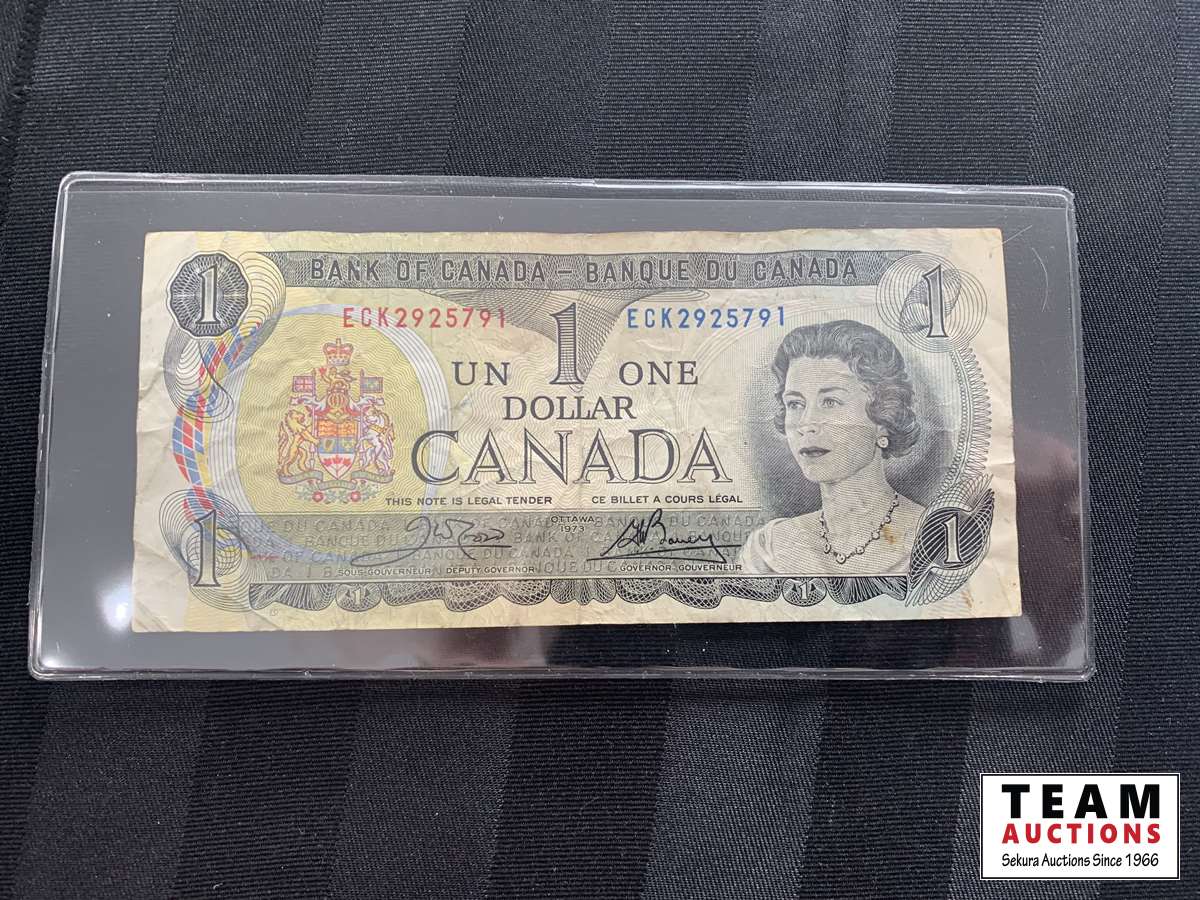 BANK OF CANADA – BANQUE DU CANADA
1 1
ECK2925791 ECK2925791
UN 1 ONE
DOLLAR
CANADA
THIS NOTE IS LEGAL TENDER CE BILLET A COURS LÉGAL
OTTAWA
1973
1 1
SOUS-GOUVERNEUR DEPUTY GOVERNOR GOVERNOR-GOUVERNEUR
1 1
TEAM
AUCTIONS
Sekura Auctions Since 1966